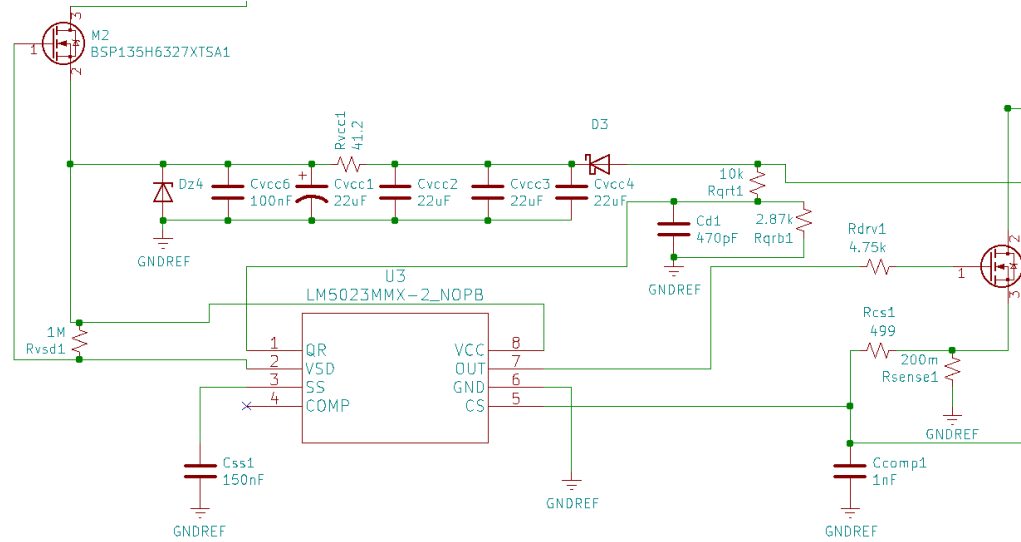 3
M2
BSP135H6327XTSA1
1
2
Rvcc1
41.2
D3
Dz4
Cvcc6
100nF
Cvcc1
22uF
Cvcc2
22uF
Cvcc3
22uF
Cvcc4
22uF
10k
Rqrt1
2.87k
Rqrb1
Cd1
470pF
GNDREF
GNDREF
Rdrv1
4.75k
2
1
3
U3
LM5023MMX-2_NOPB
1M
Rvsd1
1 QR
2 VSD
3 SS
4 COMP
VCC 8
OUT 7
GND 6
CS 5
Rcs1
499
200m
Rsense1
GNDREF
Css1
150nF
GNDREF
GNDREF
Ccomp1
1nF
GNDREF